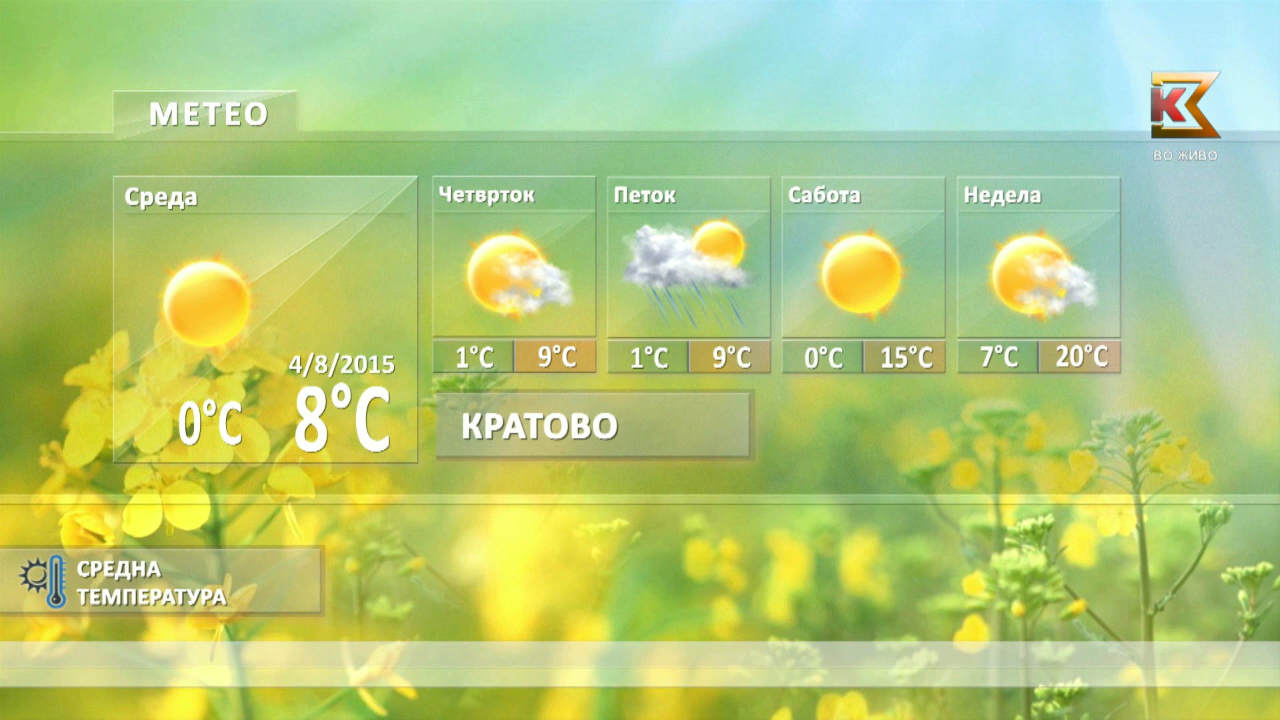 МЕТЕО
К3
ВО ЖИВО
Среда
4/8/2015
0°C 8°C
Четврток
1°C 9°C
Петок
1°C 9°C
Сабота
0°C 15°C
Недела
7°C 20°C
КРАТОВО
СРЕДНА
ТЕМПЕРАТУРА